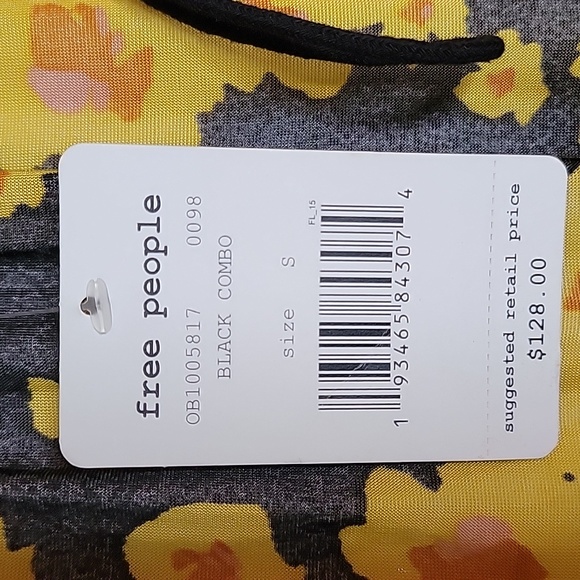 free people
OB1005817 0098
BLACK COMBO
size S
FL_15
1 93465 84307 4
suggested retail price
$128.00